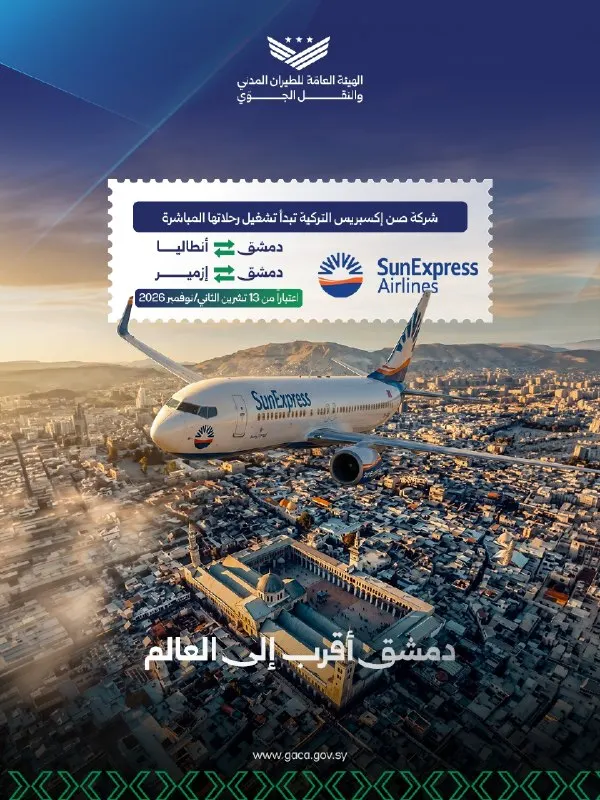 الهيئة العامة للطيران المدني
والنقل الجوي
شركة صن إكسبريس التركية تبدأ تشغيل رحلاتها المباشرة
دمشق أنطاليا
دمشق إزمير
اعتباراً من 13 تشرين الثاني/نوفمبر 2026
SunExpress
Airlines
SunExpress
دمشق أقرب إلى العالم
www.gaca.gov.sy